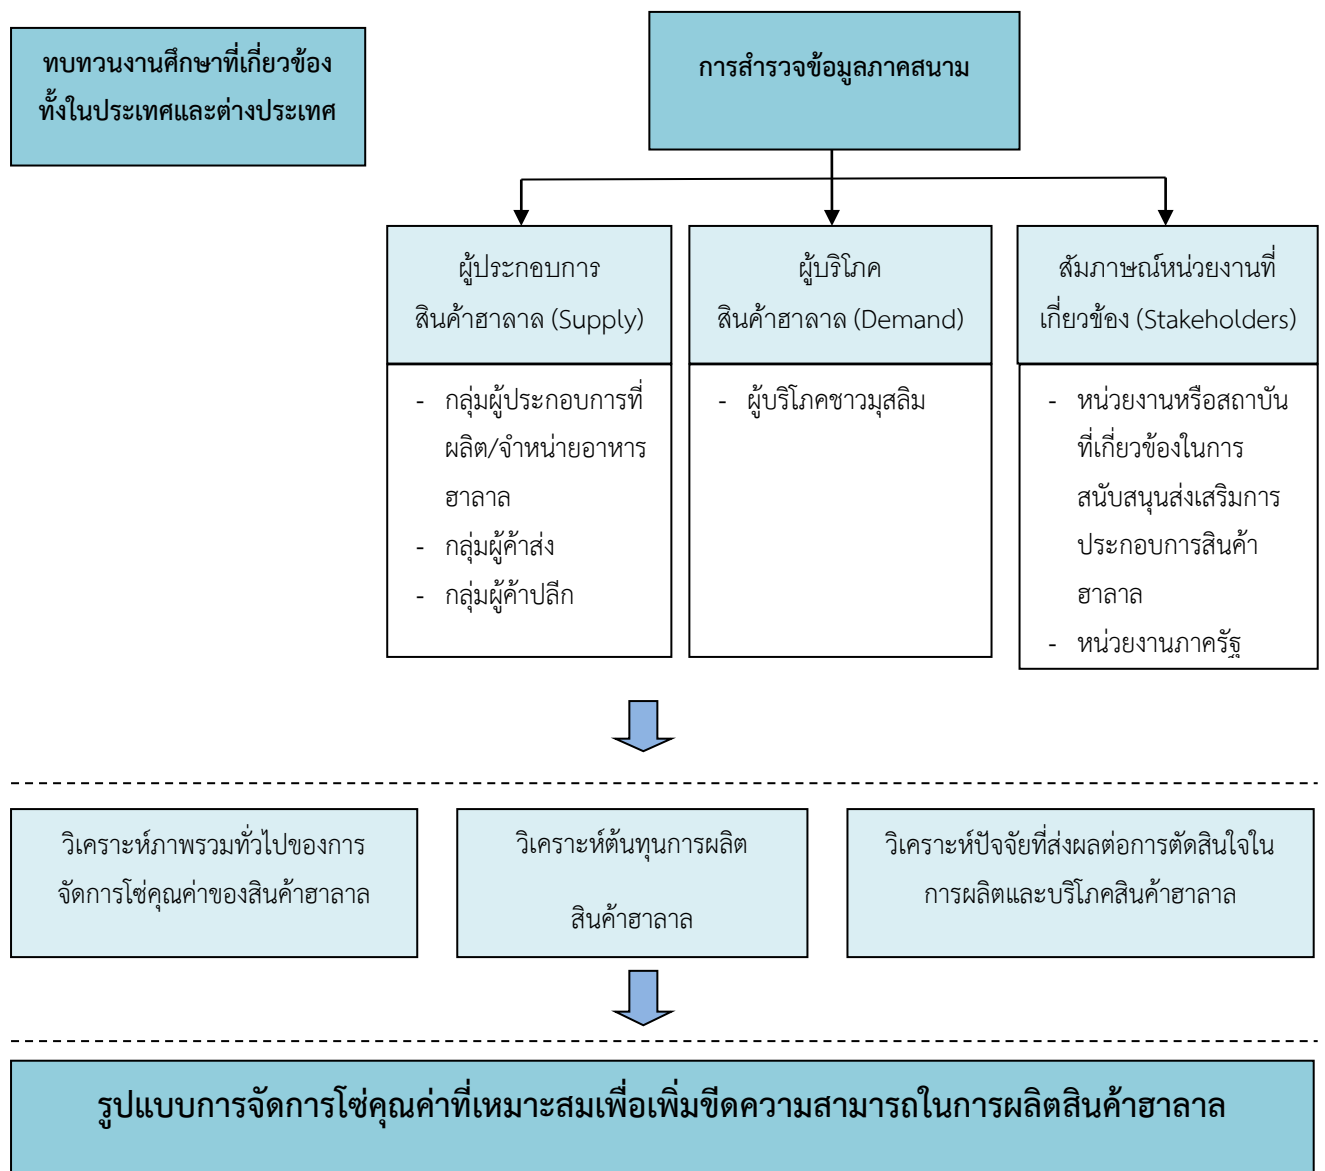 ทบทวนงานศึกษาที่เกี่ยวข้อง
ทั้งในประเทศและต่างประเทศ
การสำรวจข้อมูลภาคสนาม
ผู้ประกอบการ
สินค้าฮาลาล (Supply)
- กลุ่มผู้ประกอบการที่
ผลิต/จำหน่ายอาหาร
ฮาลาล
- กลุ่มผู้ค้าส่ง
- กลุ่มผู้ค้าปลีก
ผู้บริโภค
สินค้าฮาลาล (Demand)
- ผู้บริโภคชาวมุสลิม
สัมภาษณ์หน่วยงานที่
เกี่ยวข้อง (Stakeholders)
- หน่วยงานหรือสถาบัน
ที่เกี่ยวข้องในการ
สนับสนุนส่งเสริมการ
ประกอบการสินค้า
ฮาลาล
- หน่วยงานภาครัฐ
วิเคราะห์ภาพรวมทั่วไปของการ
จัดการโซ่คุณค่าของสินค้าฮาลาล
วิเคราะห์ต้นทุนการผลิต
สินค้าฮาลาล
วิเคราะห์ปัจจัยที่ส่งผลต่อการตัดสินใจใน
การผลิตและบริโภคสินค้าฮาลาล
รูปแบบการจัดการโซ่คุณค่าที่เหมาะสมเพื่อเพิ่มขีดความสามารถในการผลิตสินค้าฮาลาล